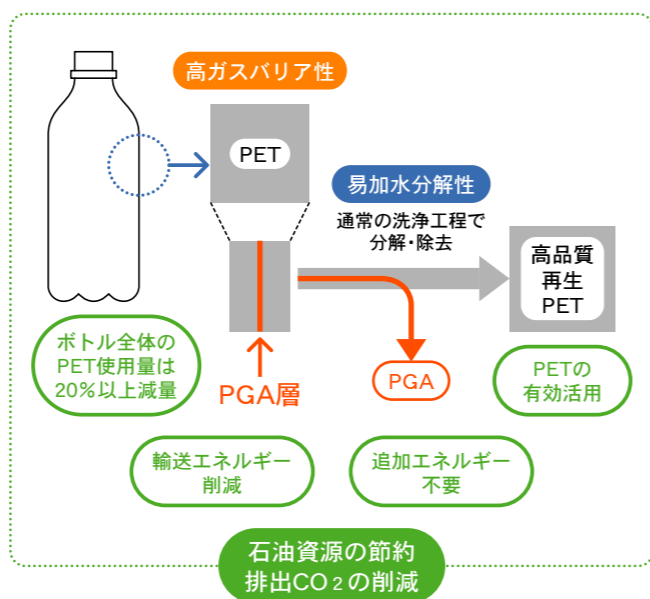 高ガスバリア性
PET
易加水分解性
通常の洗浄工程で
分解・除去
高品質
再生
PET
ボトル全体の
PET使用量は
20%以上減量
PGA層
PGA
PETの
有効活用
輸送エネルギー
削減
追加エネルギー
不要
石油資源の節約
排出CO2の削減